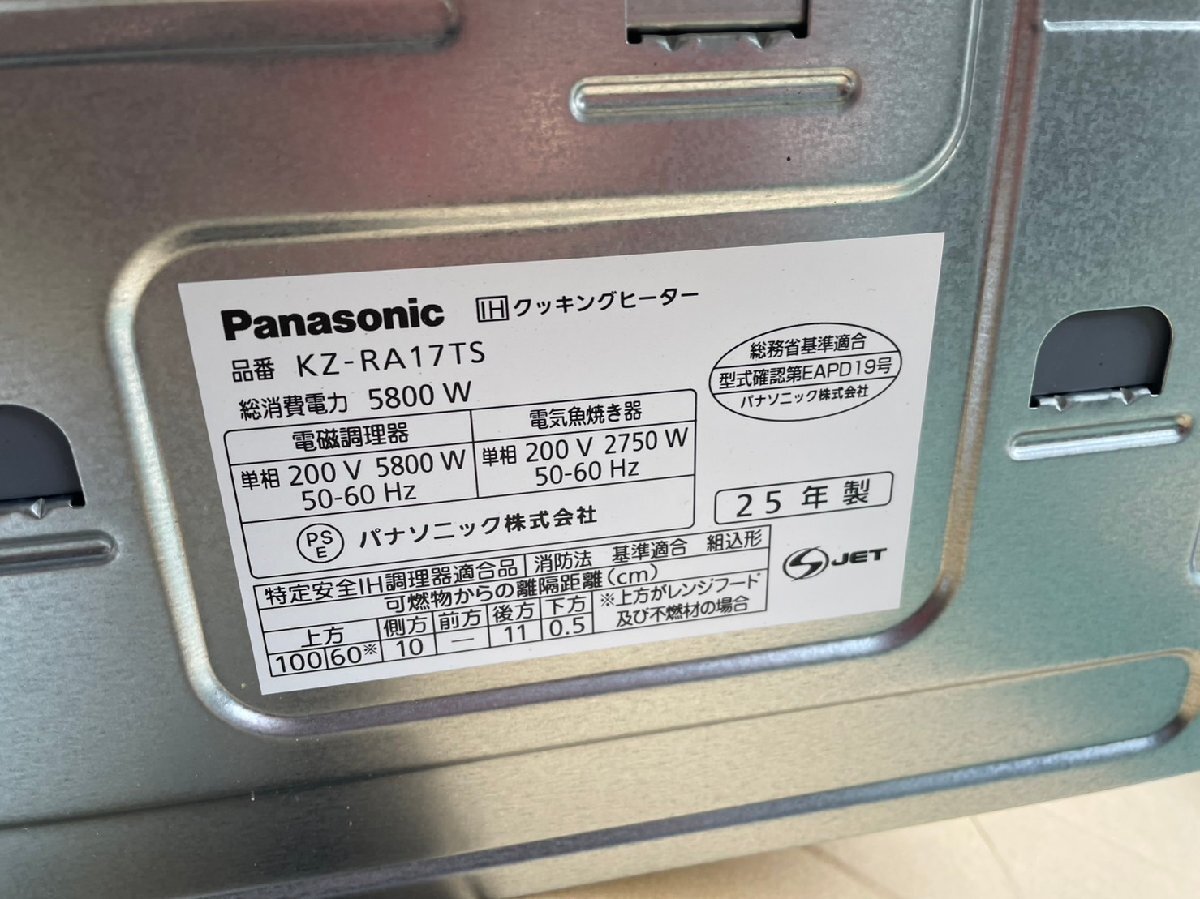 Panasonic IHクッキングヒーター
品番 KZ-RA17TS
総消費電力 5800 W
電磁調理器 電気魚焼き器
単相 200 V 5800 W 単相 200 V 2750 W
50-60 Hz 50-60 Hz
PS
E パナソニック株式会社
総務省基準適合
型式確認第EAPD19号
パナソニック株式会社
25年製
特定安全IH調理器適合品 消防法 基準適合 組込形
可燃物からの離隔距離(cm)
上方 側方 前方 後方 下方 ※上方がレンジフード
100 60※ 10 — 11 0.5 及び不燃材の場合
S JET